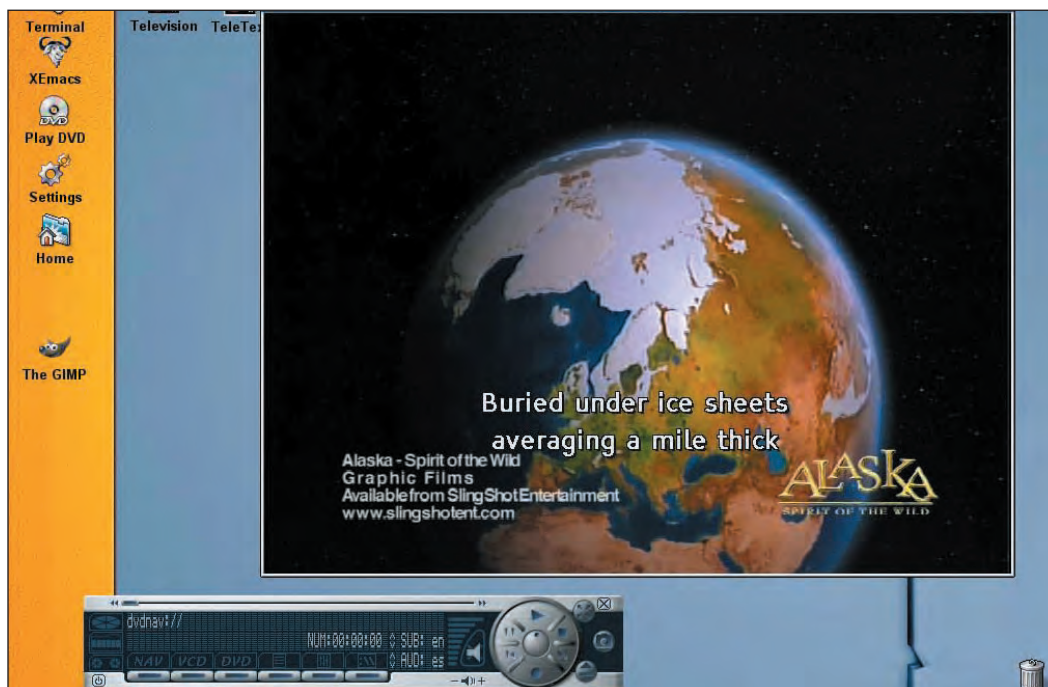 Terminal
XEmacs
Play DVD
Settings
Home
The GIMP
Television TeleTex
Buried under ice sheets
averaging a mile thick
Alaska - Spirit of the Wild
Graphic Films
Available from SlingShot Entertainment
www.slingshotent.com
ALASKA
SPIRIT OF THE WILD
dvdnav://
NUM:00:00:00 SUB: en
AUD: es
NAV VCD DVD